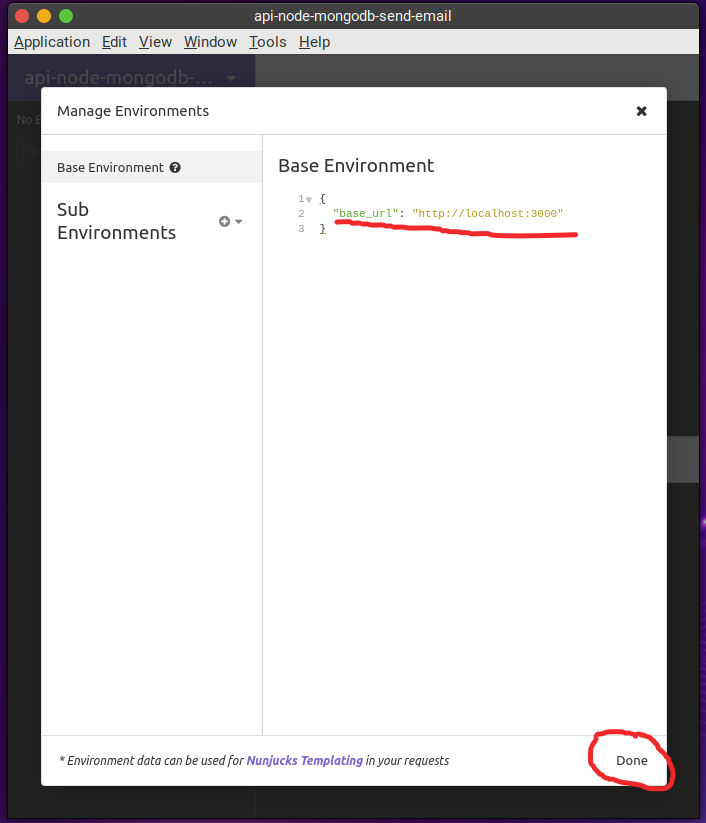 api-node-mongodb-send-email
Application Edit View Window Tools Help
api-node-mongodb-...
Manage Environments
No E
Base Environment
Base Environment
Sub
Environments
1 {
2 "base_url": "http://localhost:3000"
3 }
* Environment data can be used for Nunjucks Templating in your requests
Done